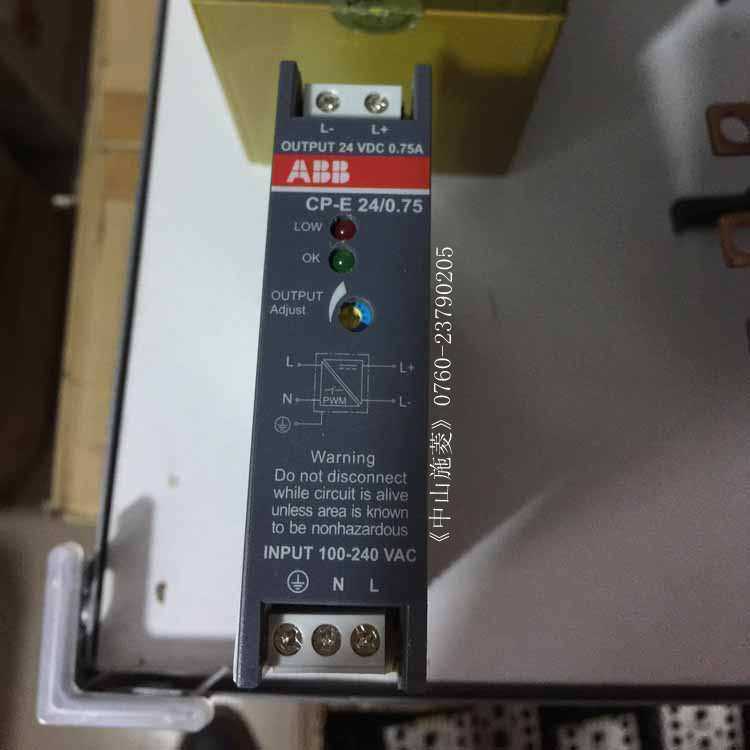 L- L+
OUTPUT 24 VDC 0.75A
ABB
CP-E 24/0.75
LOW
OK
OUTPUT
Adjust
L L+
N PWM L-
Warning
Do not disconnect
while circuit is alive
unless area is known
to be nonhazardous
INPUT 100-240 VAC
N L
《中山施菱》0760-23790205